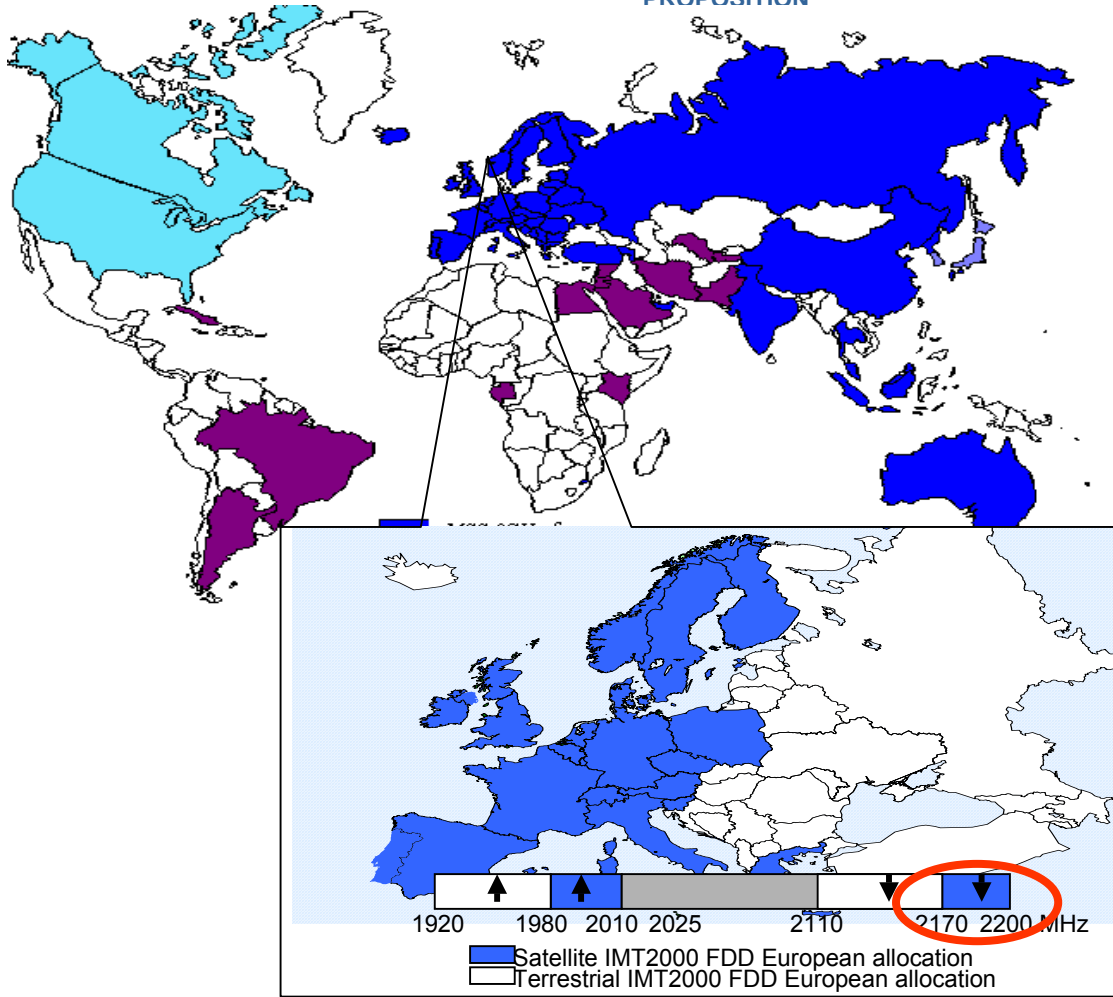 PROPOSITION
1920 1980 2010 2025 2110 2170 2200 MHz
Satellite IMT2000 FDD European allocation
Terrestrial IMT2000 FDD European allocation